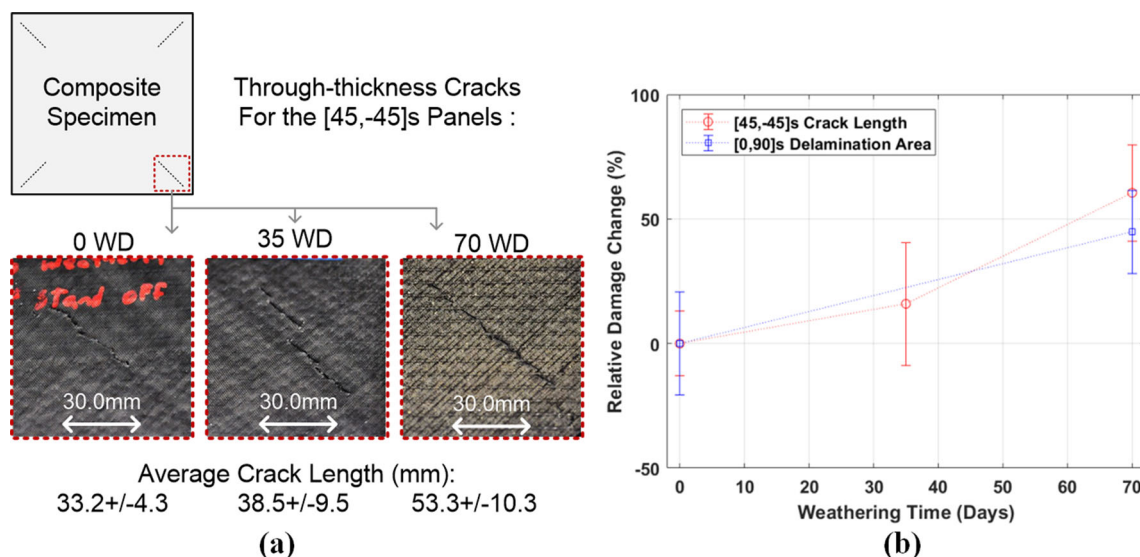 Composite
Specimen
Through-thickness Cracks
For the [45,-45]s Panels :
0 WD
35 WD
70 WD
Stand OFF
30.0mm
30.0mm
30.0mm
Average Crack Length (mm):
33.2+/-4.3
38.5+/-9.5
53.3+/-10.3
(a)
100
50
0
-50
Relative Damage Change (%)
[45,-45]s Crack Length
[0,90]s Delamination Area
0
10
20
30
40
50
60
70
Weathering Time (Days)
(b)